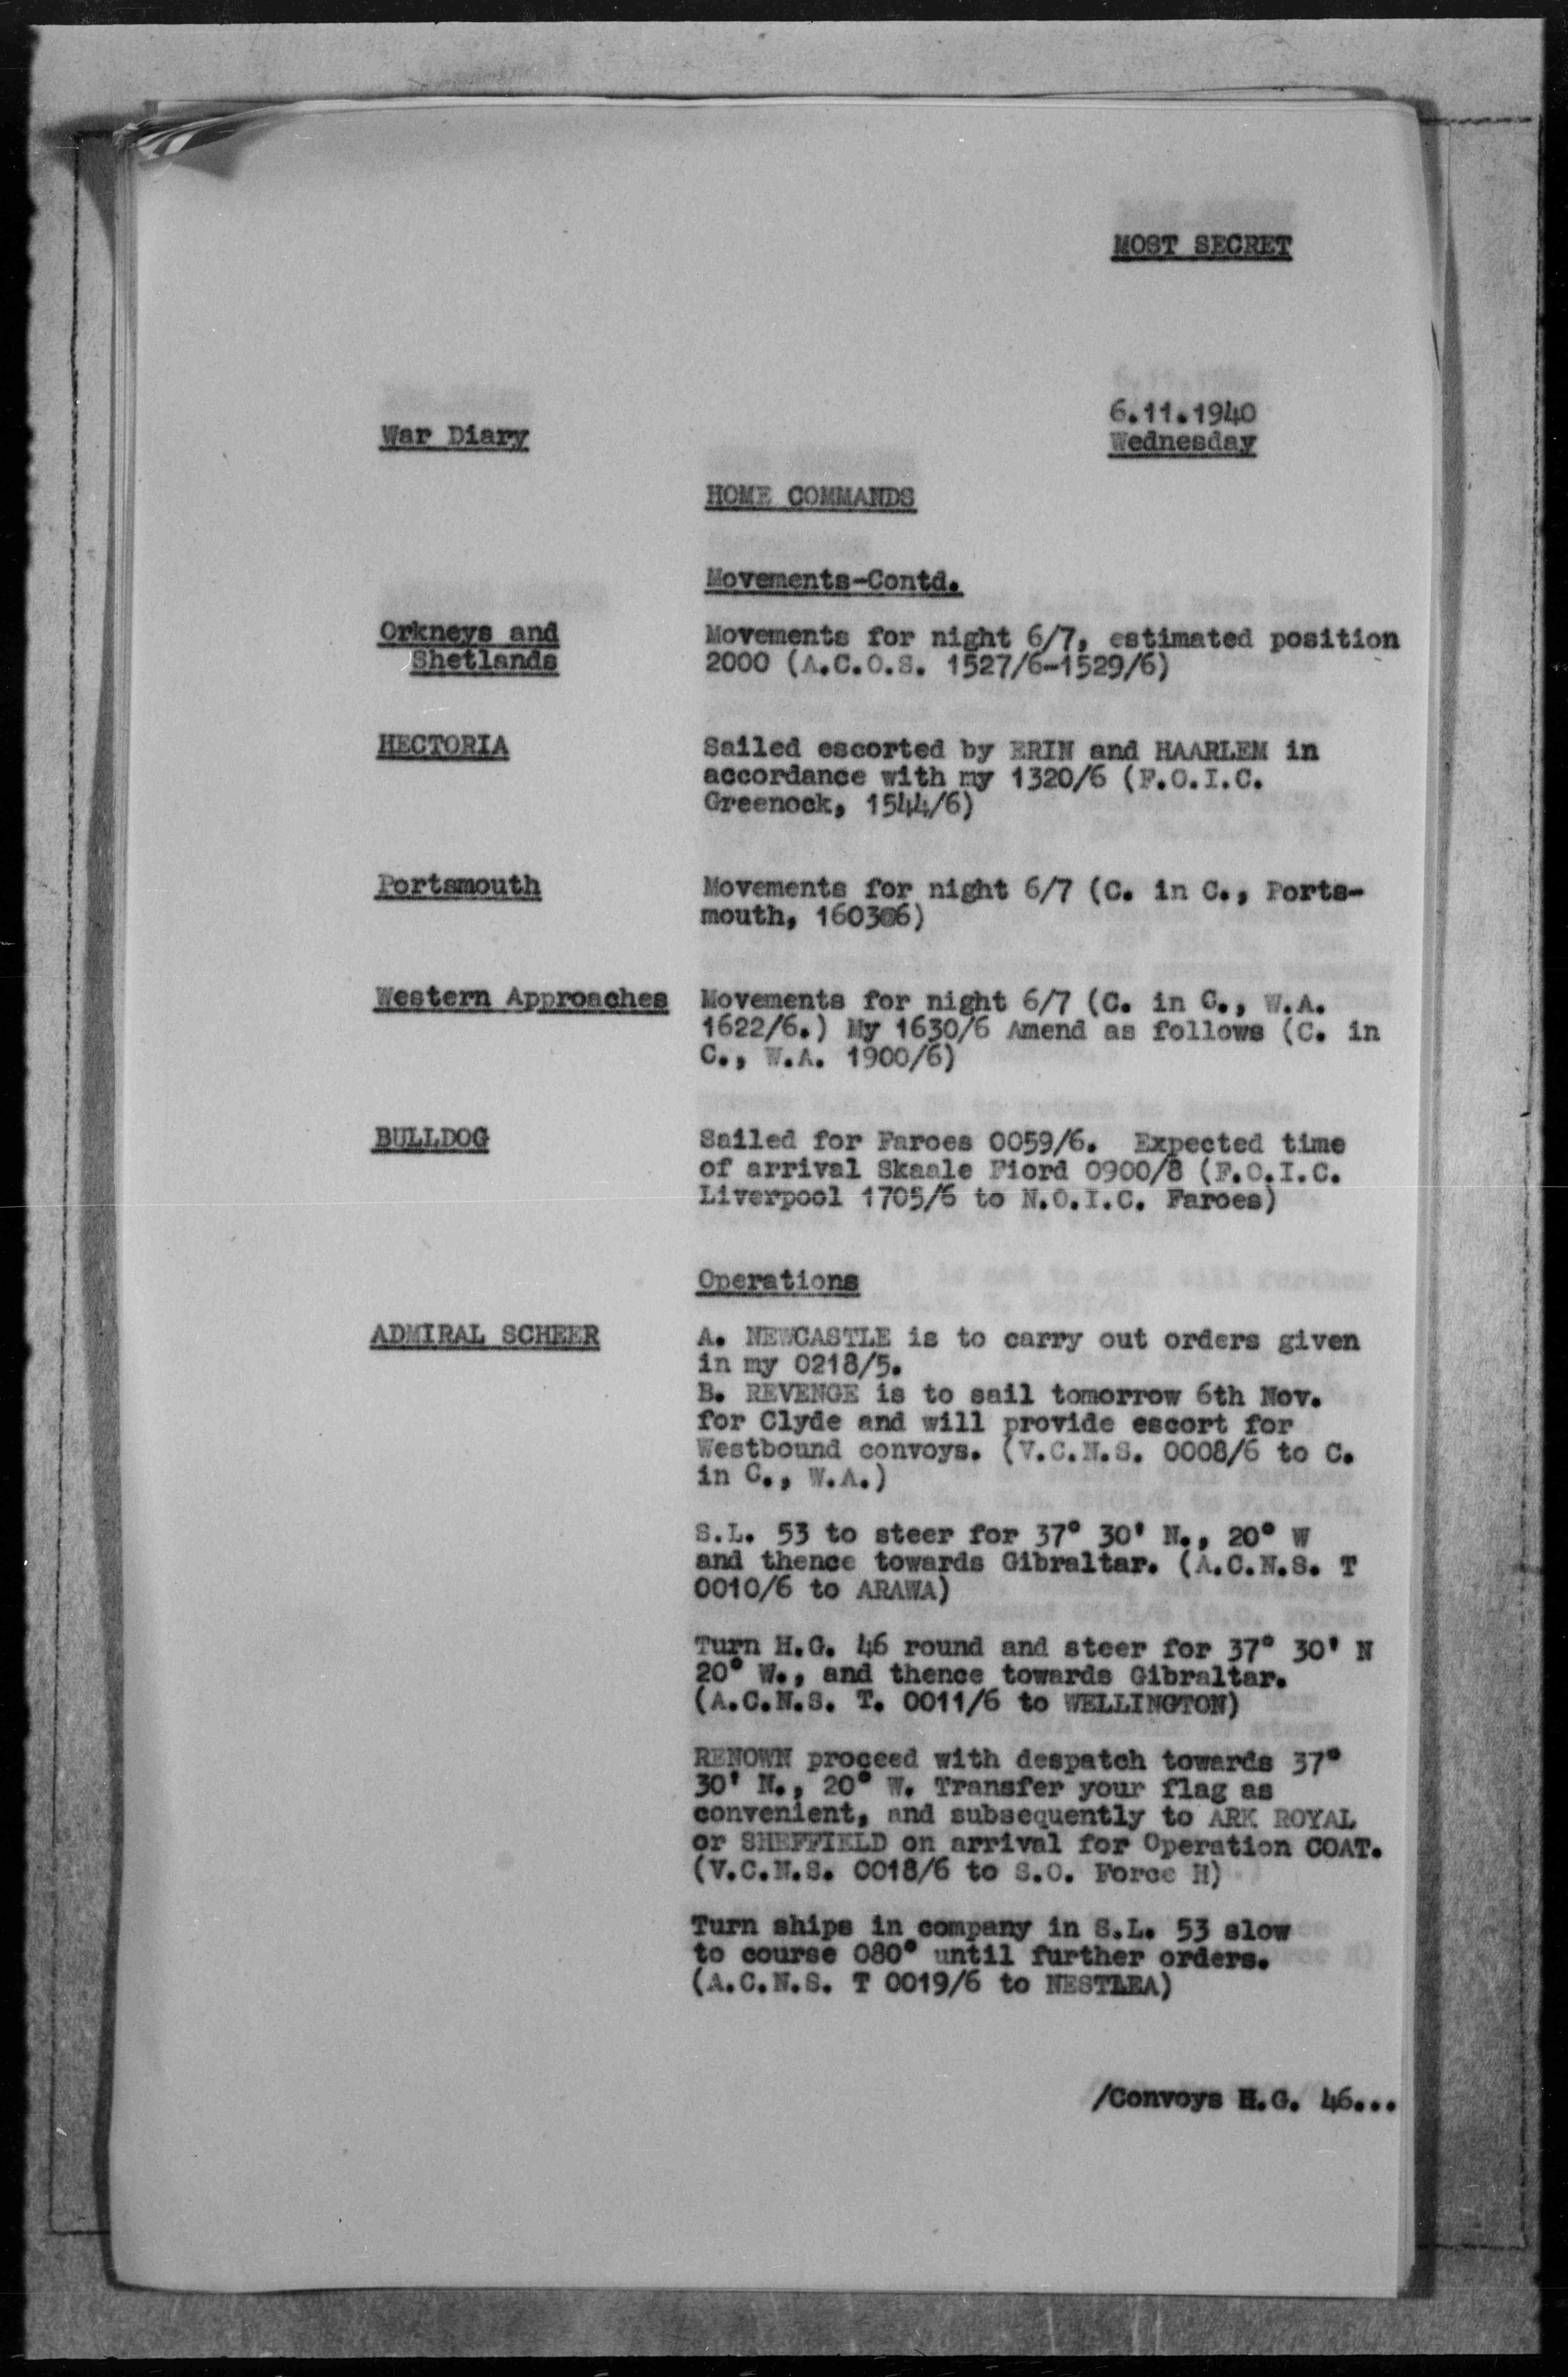 MOST SECRET
6.11.1940
War Diary
Wednesday
HOME COMMANDS
Movements-Contd.
Orkneys and
Shetlands
Movements for night 6/7, estimated position
2000 (A.C.O.S. 1527/6-1529/6)
HECTORIA
Sailed escorted by ERIN and HAARLEM in
accordance with my 1320/6 (F.O.I.C.
Greenock, 1544/6)
Portsmouth
Movements for night 6/7 (C. in C., Ports-
mouth, 1603/6)
Western Approaches
Movements for night 6/7 (C. in C., W.A.
1622/6.) My 1630/6 Amend as follows (C. in
C., W.A. 1900/6)
BULLDOG
Sailed for Faroes 0059/6. Expected time
of arrival Skaale Fiord 0900/8 (F.O.I.C.
Liverpool 1705/6 to N.O.I.C. Faroes)
Operations
ADMIRAL SCHEER
A. NEWCASTLE is to carry out orders given
in my 0218/5.
B. REVENGE is to sail tomorrow 6th Nov.
for Clyde and will provide escort for
Westbound convoys. (V.C.N.S. 0008/6 to C.
in C., W.A.)
S.L. 53 to steer for 37° 30' N., 20° W
and thence towards Gibraltar. (A.C.N.S. T
0010/6 to ARAWA)
Turn H.G. 46 round and steer for 37° 30' N
20° W., and thence towards Gibraltar.
(A.C.N.S. T. 0011/6 to WELLINGTON)
RENOWN proceed with despatch towards 37°
30' N., 20° W. Transfer your flag as
convenient, and subsequently to ARK ROYAL
or SHEFFIELD on arrival for Operation COAT.
(V.C.N.S. 0018/6 to S.O. Force H)
Turn ships in company in S.L. 53 slow
to course 080° until further orders.
(A.C.N.S. T 0019/6 to NESTLEA)
/Convoys H.G. 46...